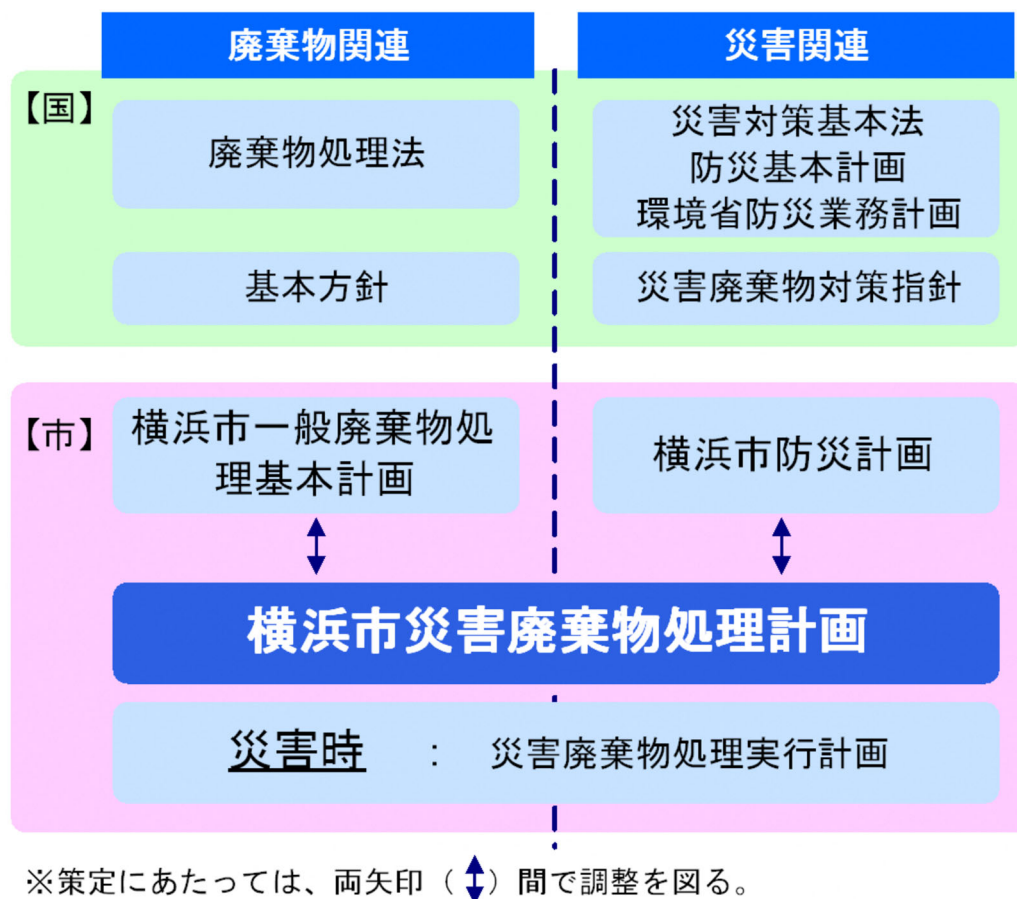 廃棄物関連
災害関連
【国】
廃棄物処理法
災害対策基本法
防災基本計画
環境省防災業務計画
基本方針
災害廃棄物対策指針
【市】
横浜市一般廃棄物処
理基本計画
横浜市防災計画
横浜市災害廃棄物処理計画
災害時 : 災害廃棄物処理実行計画
※策定にあたっては、両矢印(↕)間で調整を図る。